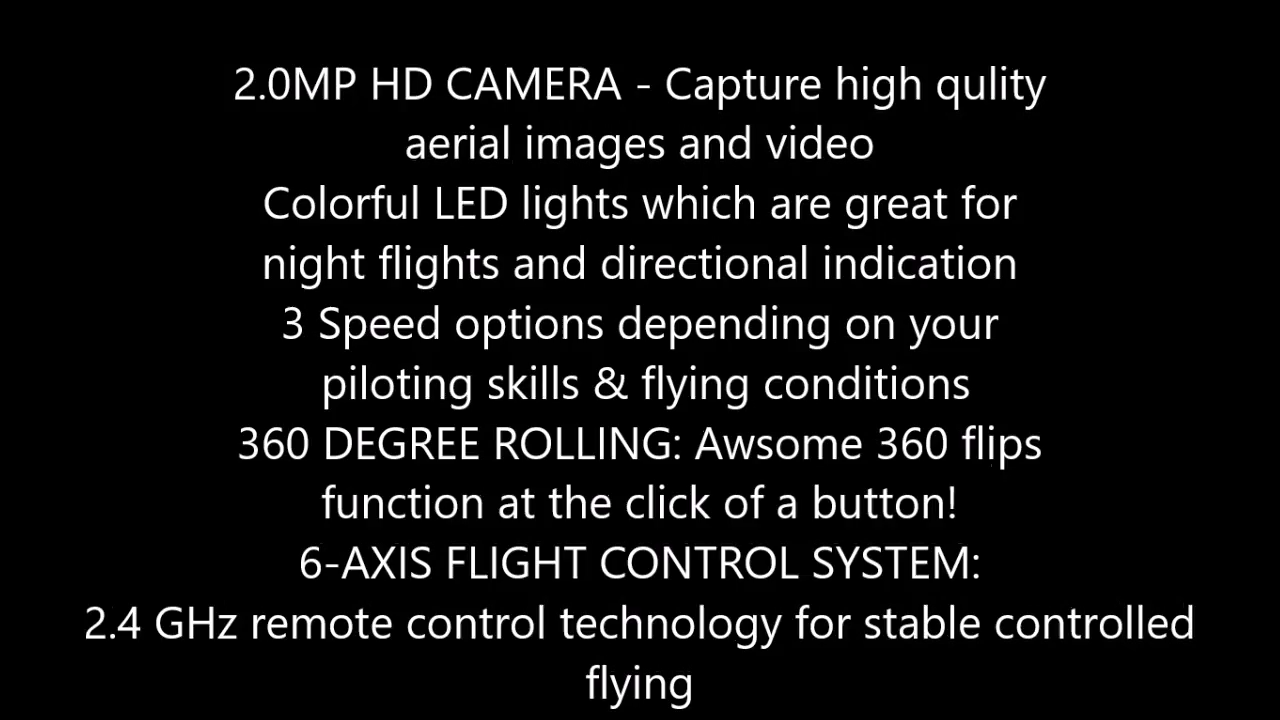 2.0MP HD CAMERA - Capture high qulity
aerial images and video
Colorful LED lights which are great for
night flights and directional indication
3 Speed options depending on your
piloting skills & flying conditions
360 DEGREE ROLLING: Awsome 360 flips
function at the click of a button!
6-AXIS FLIGHT CONTROL SYSTEM:
2.4 GHz remote control technology for stable controlled
flying